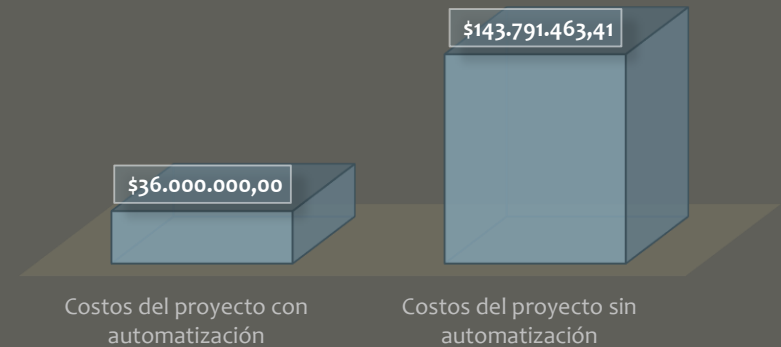 $143.791.463,41
$36.000.000,00
Costos del proyecto con
automatización
Costos del proyecto sin
automatización